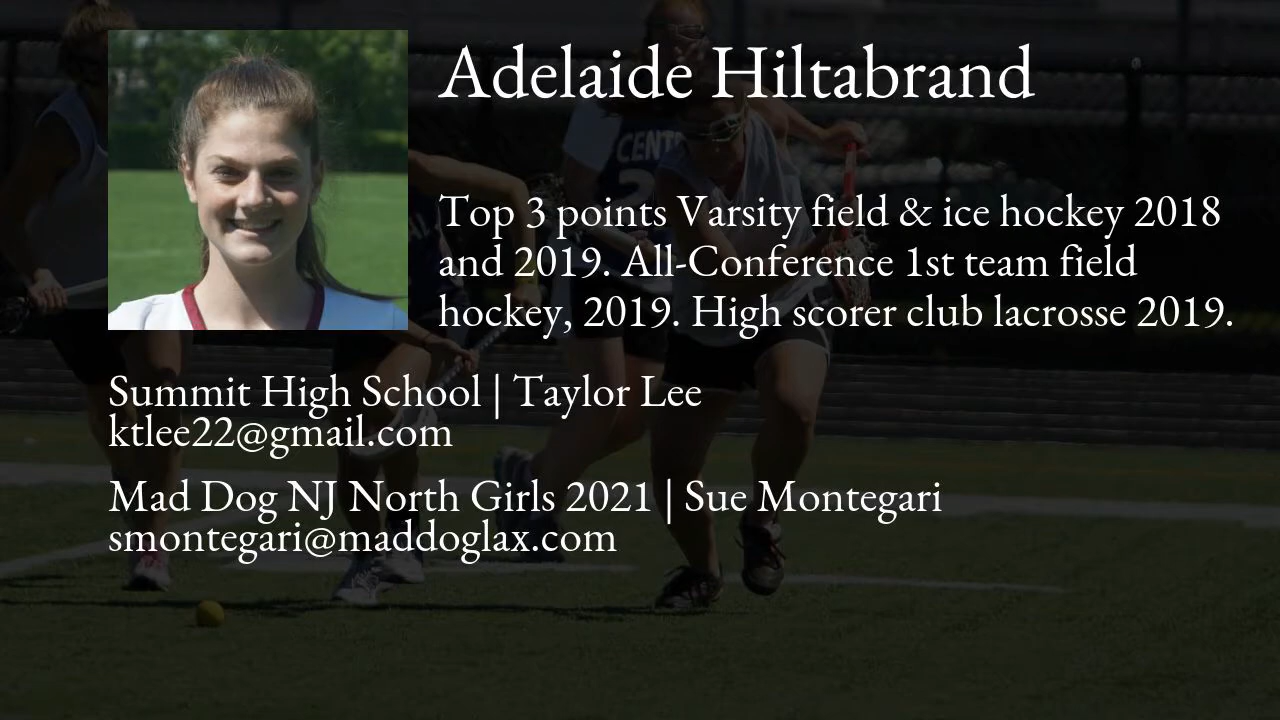 Adelaide Hiltabrand
Top 3 points Varsity field & ice hockey 2018
and 2019. All-Conference 1st team field
hockey, 2019. High scorer club lacrosse 2019.
Summit High School | Taylor Lee
ktlee22@gmail.com
Mad Dog NJ North Girls 2021 | Sue Montegari
smontegari@maddoglax.com